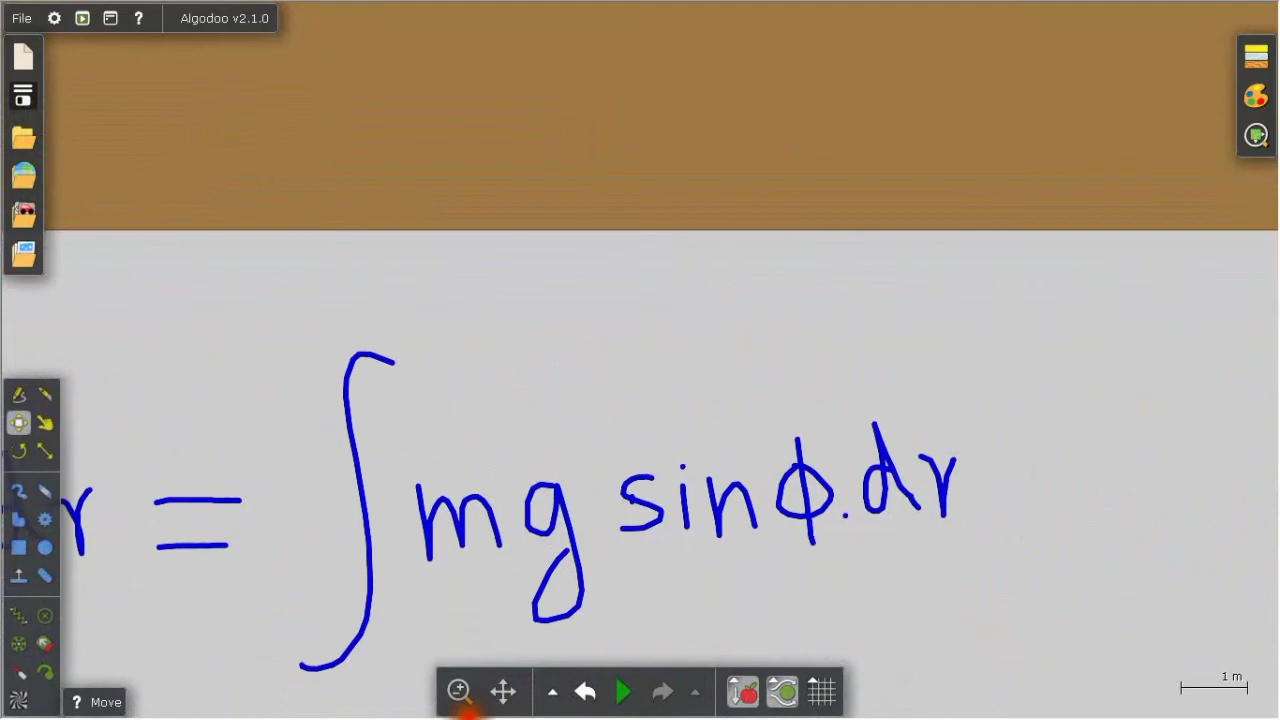 File ? Algodoo v2.1.0
r = ∫ mg sinϕ.dr
1 m
? Move